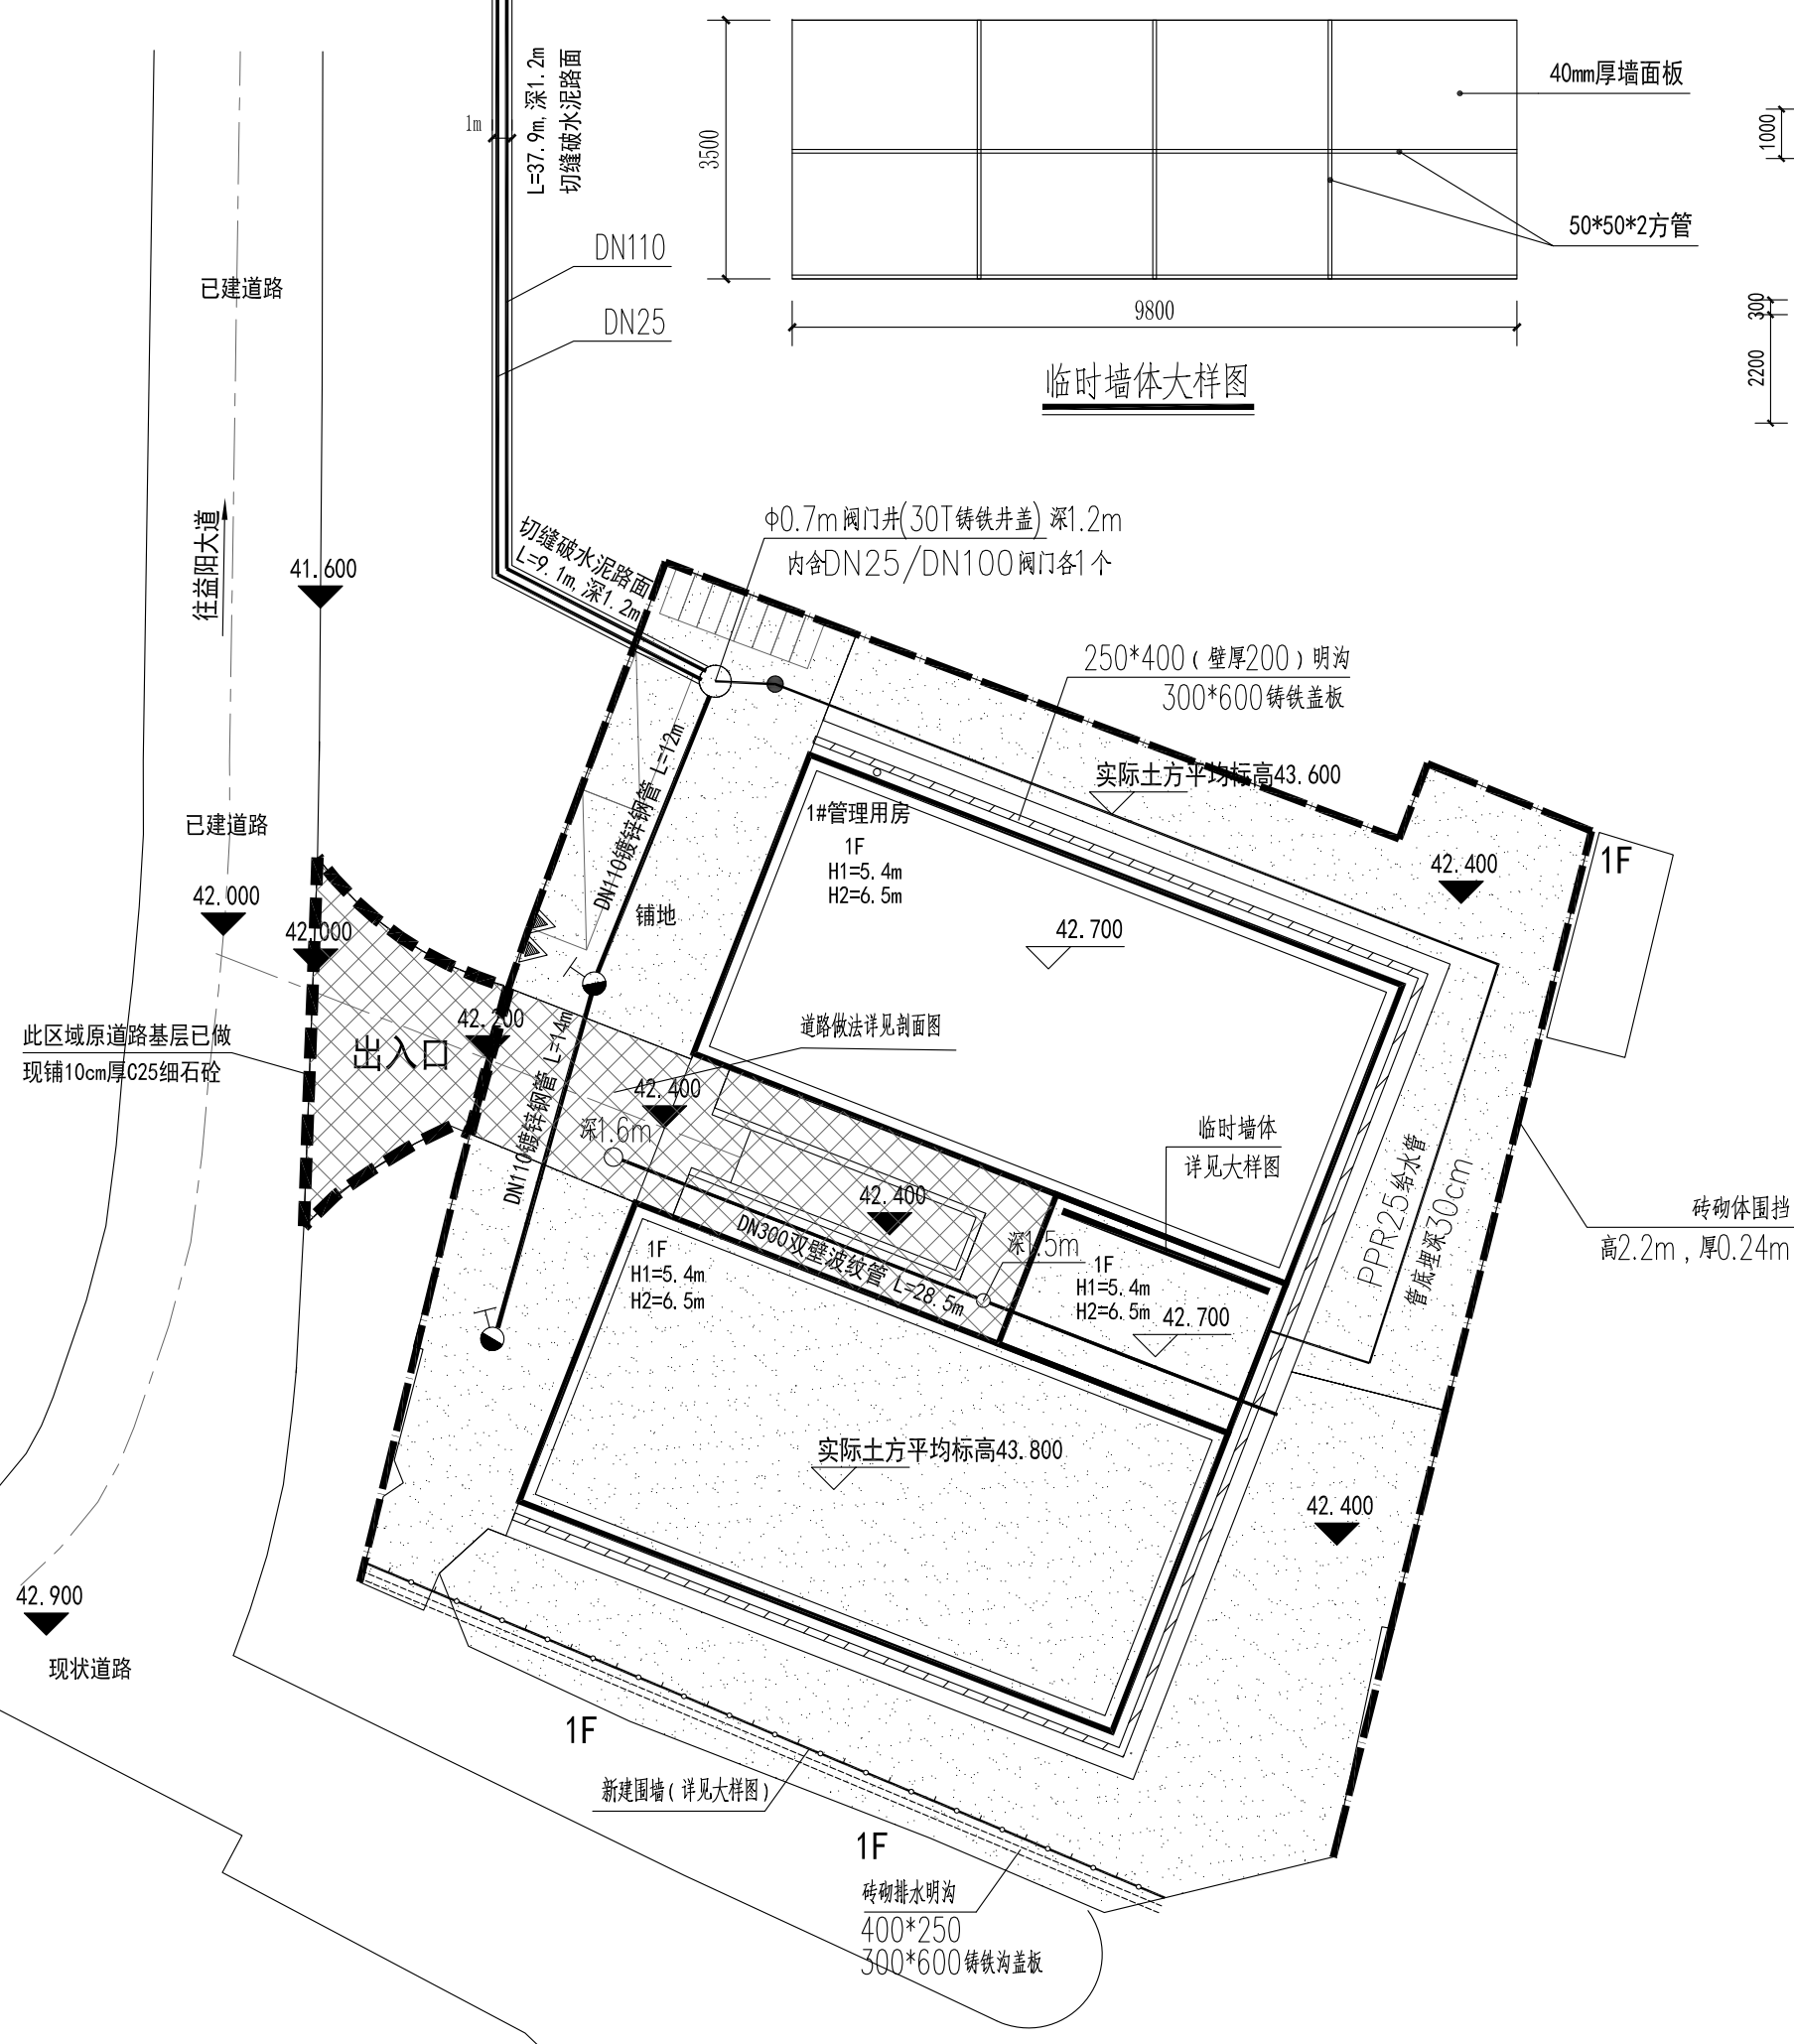 1m
L=37.9m,深1.2m
切缝破水泥路面
DN110
DN25
3500
9800
40mm厚墙面板
50*50*2方管
临时墙体大样图
1000
300
2200
已建道路
往益阳大道
41.600
切缝破水泥路面
L=9.1m,深1.2m
Φ0.7m阀门井(30T铸铁井盖)深1.2m
内含DN25/DN100阀门各1个
250*400(壁厚200)明沟
300*600铸铁盖板
实际土方平均标高43.600
已建道路
42.000
42.000
DN110镀锌钢管 L=12m
铺地
1#管理用房
1F
H1=5.4m
H2=6.5m
42.700
42.400
1F
此区域原道路基层已做
现铺10cm厚C25细石砼
出入口
42.200
DN110镀锌钢管 L=14m
道路做法详见剖面图
42.400
深1.6m
42.400
DN300双壁波纹管 L=28.5m
深1.5m
临时墙体
详见大样图
PPR25给水管
管底埋深30cm
砖砌体围挡
高2.2m,厚0.24m
1F
H1=5.4m
H2=6.5m
1F
H1=5.4m
H2=6.5m
42.700
实际土方平均标高43.800
42.400
42.900
现状道路
1F
新建围墙(详见大样图)
1F
砖砌排水明沟
400*250
300*600铸铁沟盖板